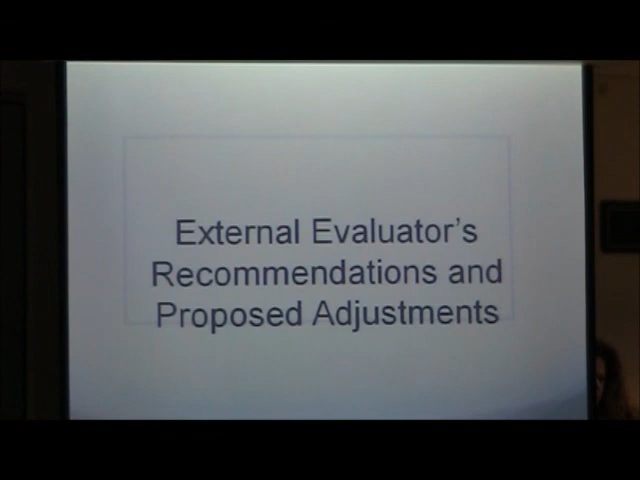 External Evaluator's
Recommendations and
Proposed Adjustments